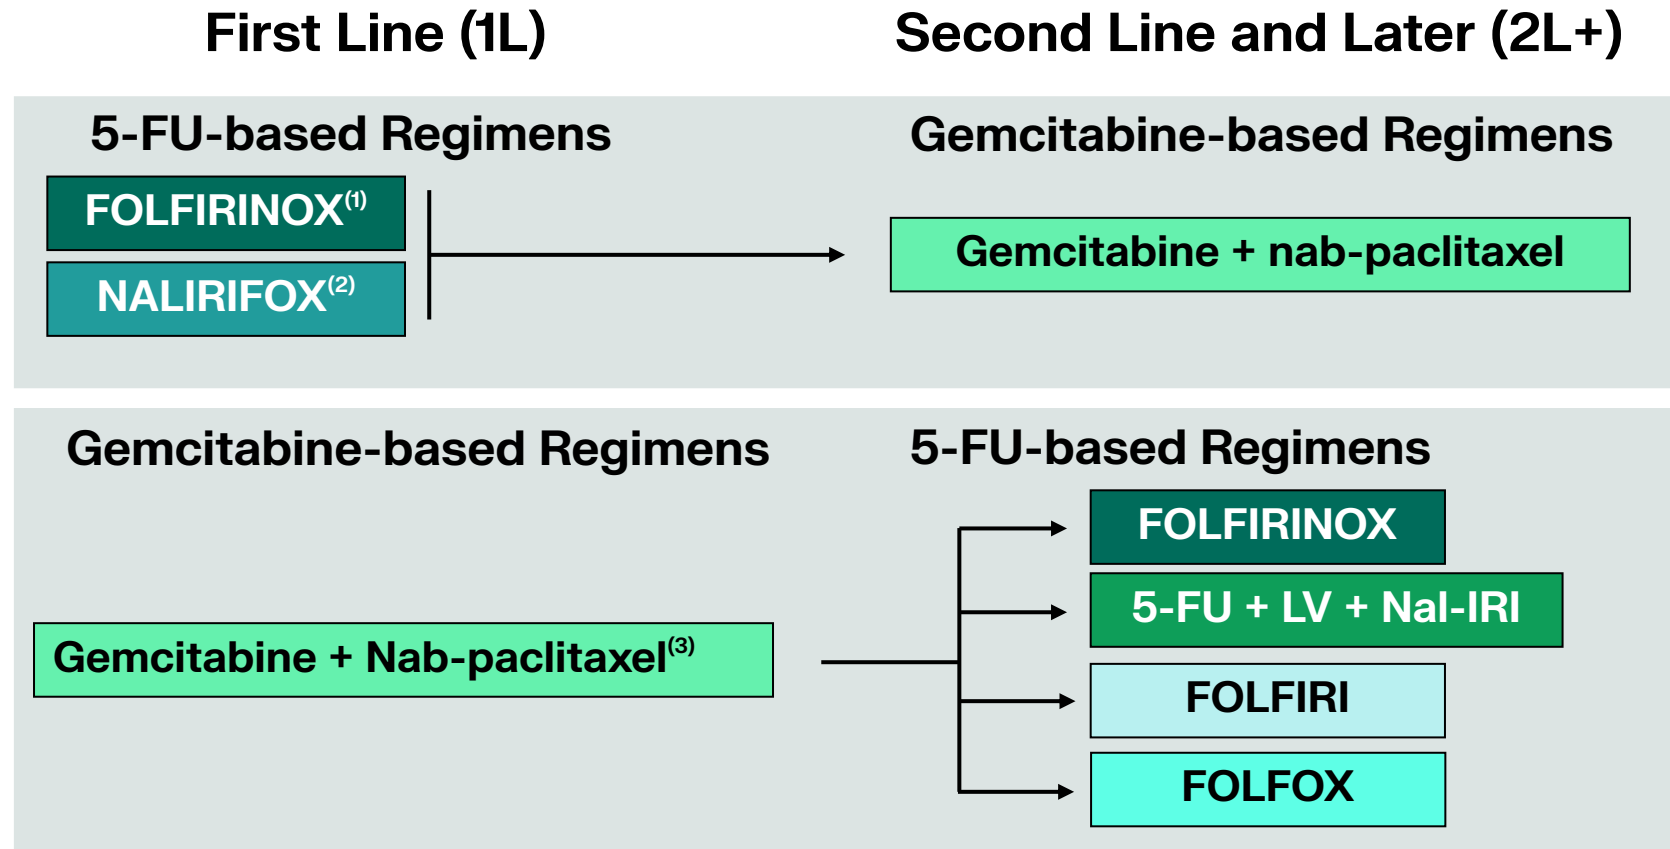 First Line (1L)
Second Line and Later (2L+)
5-FU-based Regimens
Gemcitabine-based Regimens
FOLFIRINOX(1)
NALIRIFOX(2)
Gemcitabine + nab-paclitaxel
Gemcitabine-based Regimens
5-FU-based Regimens
Gemcitabine + Nab-paclitaxel(3)
FOLFIRINOX
5-FU + LV + Nal-IRI
FOLFIRI
FOLFOX